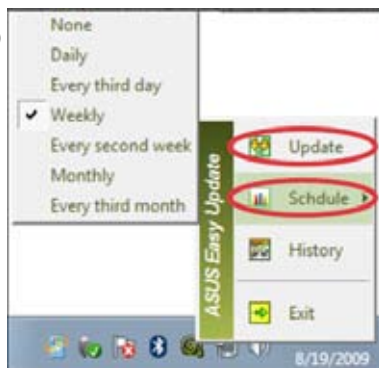 None
Daily
Every third day
Weekly
Every second week
Monthly
Every third month
ASUS Easy Update
Update
Schdule
History
Exit
8/19/2009